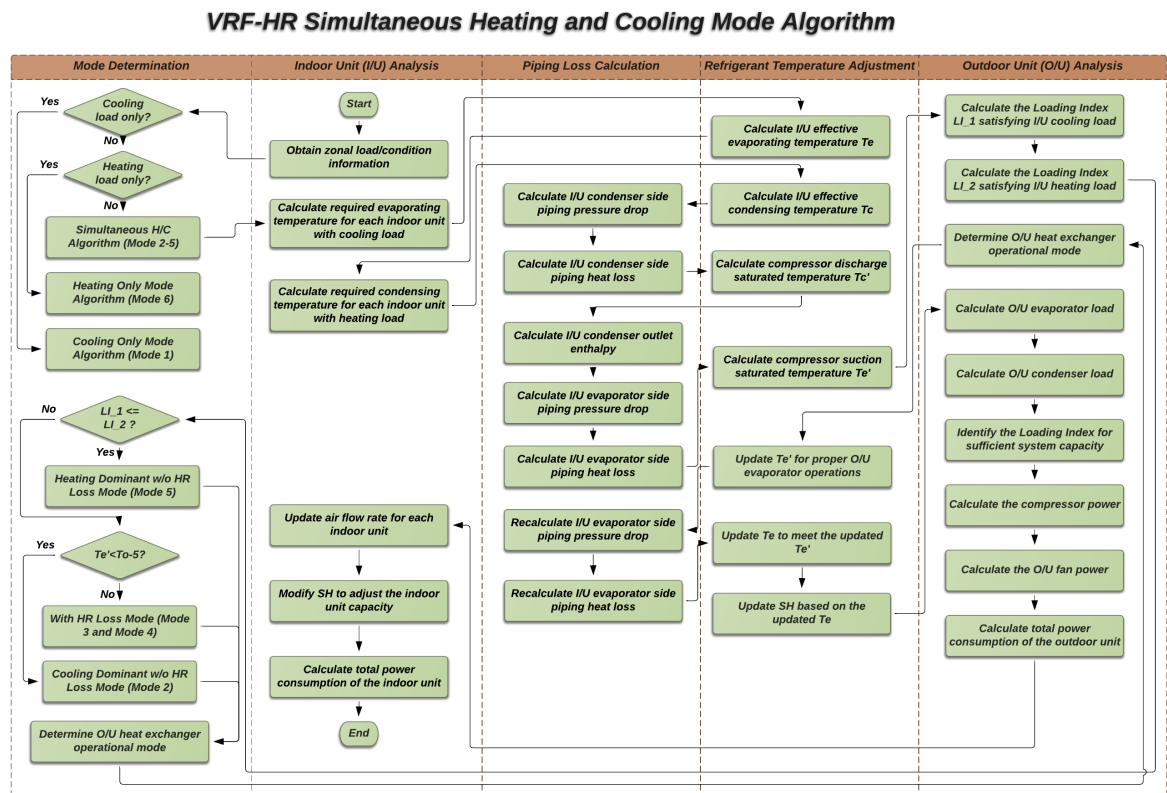 VRF-HR Simultaneous Heating and Cooling Mode Algorithm
Mode Determination
Indoor Unit (I/U) Analysis
Piping Loss Calculation
Refrigerant Temperature Adjustment
Outdoor Unit (O/U) Analysis
Yes
Cooling
load only?
No
Yes
Heating
load only?
No
Simultaneous H/C
Algorithm (Mode 2-5)
Heating Only Mode
Algorithm (Mode 6)
Cooling Only Mode
Algorithm (Mode 1)
No
LI_1 <=
LI_2 ?
Yes
Heating Dominant w/o HR
Loss Mode (Mode 5)
Yes
Te'<To-5?
No
With HR Loss Mode (Mode
3 and Mode 4)
Cooling Dominant w/o HR
Loss Mode (Mode 2)
Determine O/U heat exchanger
operational mode
Start
Obtain zonal load/condition
information
Calculate required evaporating
temperature for each indoor unit
with cooling load
Calculate required condensing
temperature for each indoor unit
with heating load
Update air flow rate for each
indoor unit
Modify SH to adjust the indoor
unit capacity
Calculate total power
consumption of the indoor unit
End
Calculate I/U condenser side
piping pressure drop
Calculate I/U condenser side
piping heat loss
Calculate I/U condenser outlet
enthalpy
Calculate I/U evaporator side
piping pressure drop
Calculate I/U evaporator side
piping heat loss
Recalculate I/U evaporator side
piping pressure drop
Recalculate I/U evaporator side
piping heat loss
Calculate I/U effective
evaporating temperature Te
Calculate I/U effective
condensing temperature Tc
Calculate compressor discharge
saturated temperature Tc'
Calculate compressor suction
saturated temperature Te'
Update Te' for proper O/U
evaporator operations
Update Te to meet the updated
Te'
Update SH based on the
updated Te
Calculate the Loading Index
LI_1 satisfying I/U cooling load
Calculate the Loading Index
LI_2 satisfying I/U heating load
Determine O/U heat exchanger
operational mode
Calculate O/U evaporator load
Calculate O/U condenser load
Identify the Loading Index for
sufficient system capacity
Calculate the compressor power
Calculate the O/U fan power
Calculate total power
consumption of the outdoor unit